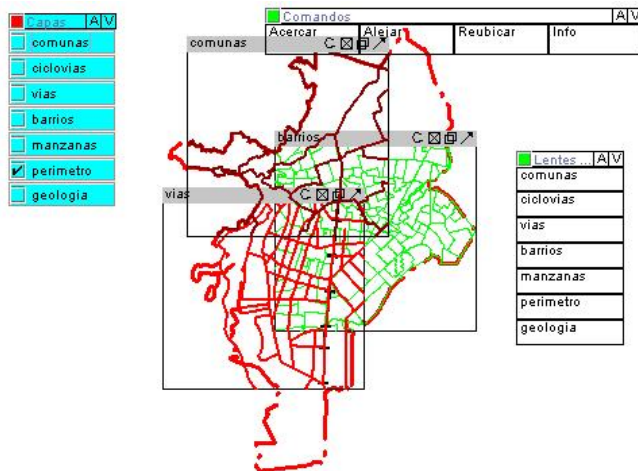 Capas A V
comunas
ciclovias
vias
barrios
manzanas
perimetro
geologia
Comandos A V
Acercar Alejar Reubicar Info
comunas
barrios
vias
Lentes ... A V
comunas
ciclovias
vias
barrios
manzanas
perimetro
geologia